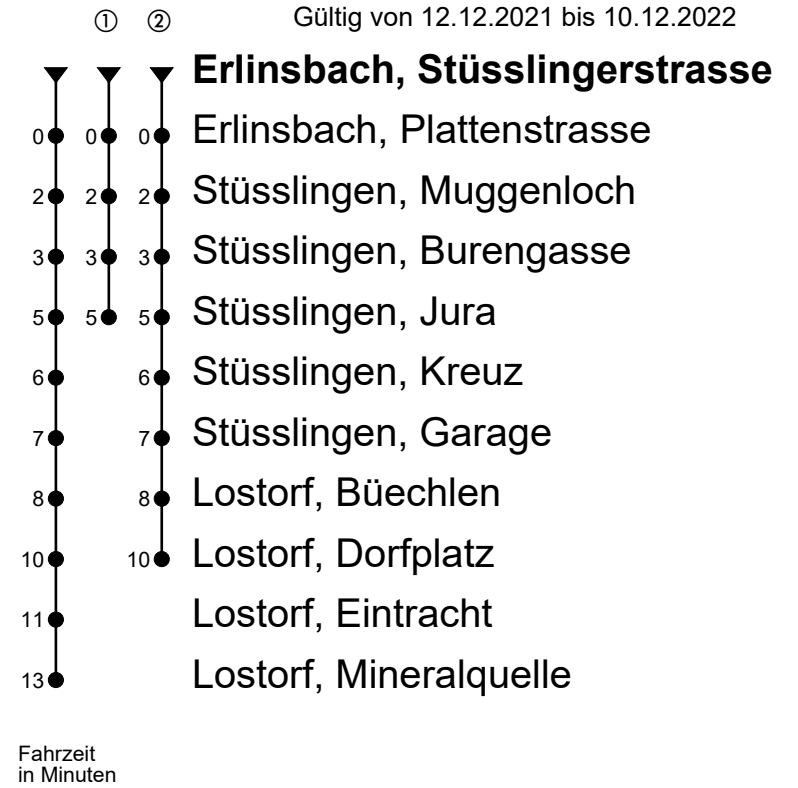 ① ② Gültig von 12.12.2021 bis 10.12.2022
Erlinsbach, Stüsslingerstrasse
0 0 0 Erlinsbach, Plattenstrasse
2 2 2 Stüsslingen, Muggenloch
3 3 3 Stüsslingen, Burengasse
5 5 5 Stüsslingen, Jura
6 6 Stüsslingen, Kreuz
7 7 Stüsslingen, Garage
8 8 Lostorf, Büechlen
10 10 Lostorf, Dorfplatz
11 Lostorf, Eintracht
13 Lostorf, Mineralquelle
Fahrzeit
in Minuten